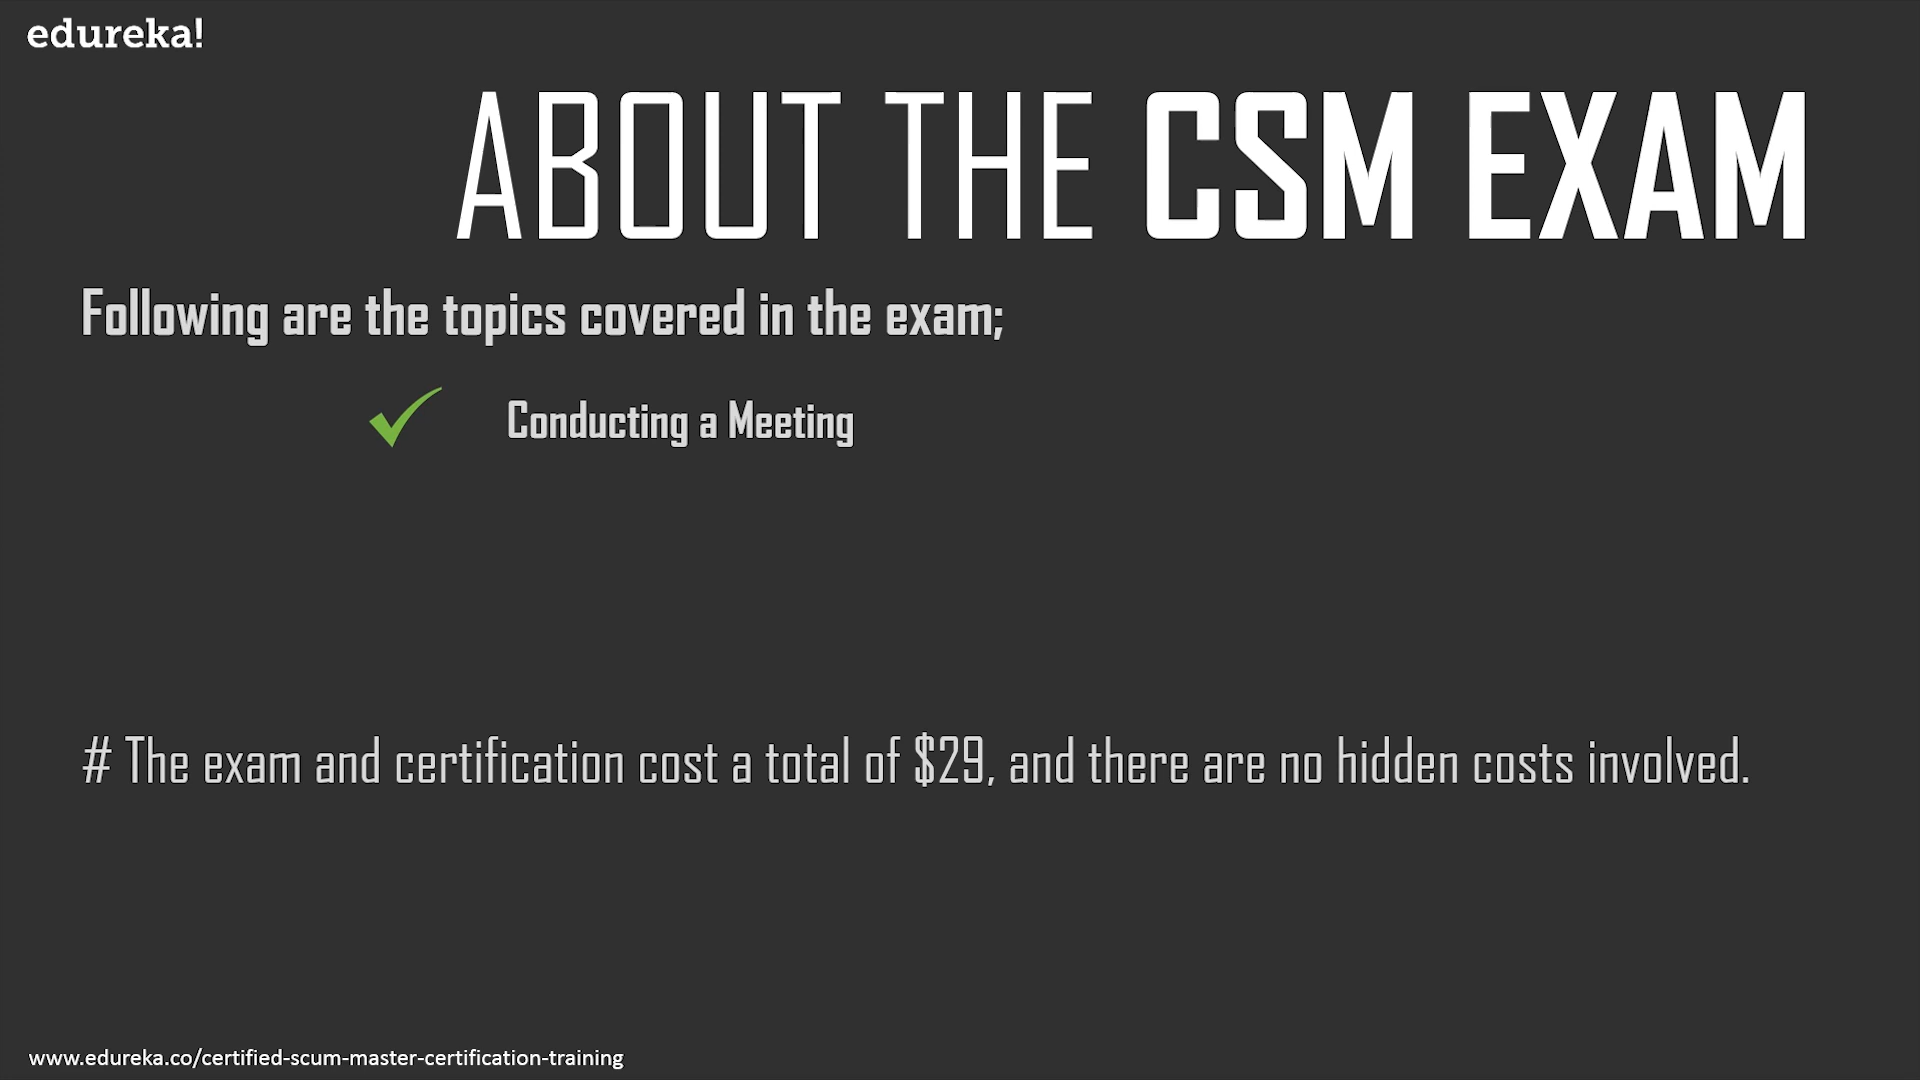 edureka!
ABOUT THE CSM EXAM
Following are the topics covered in the exam;
Conducting a Meeting
# The exam and certification cost a total of $29, and there are no hidden costs involved.
www.edureka.co/certified-scum-master-certification-training